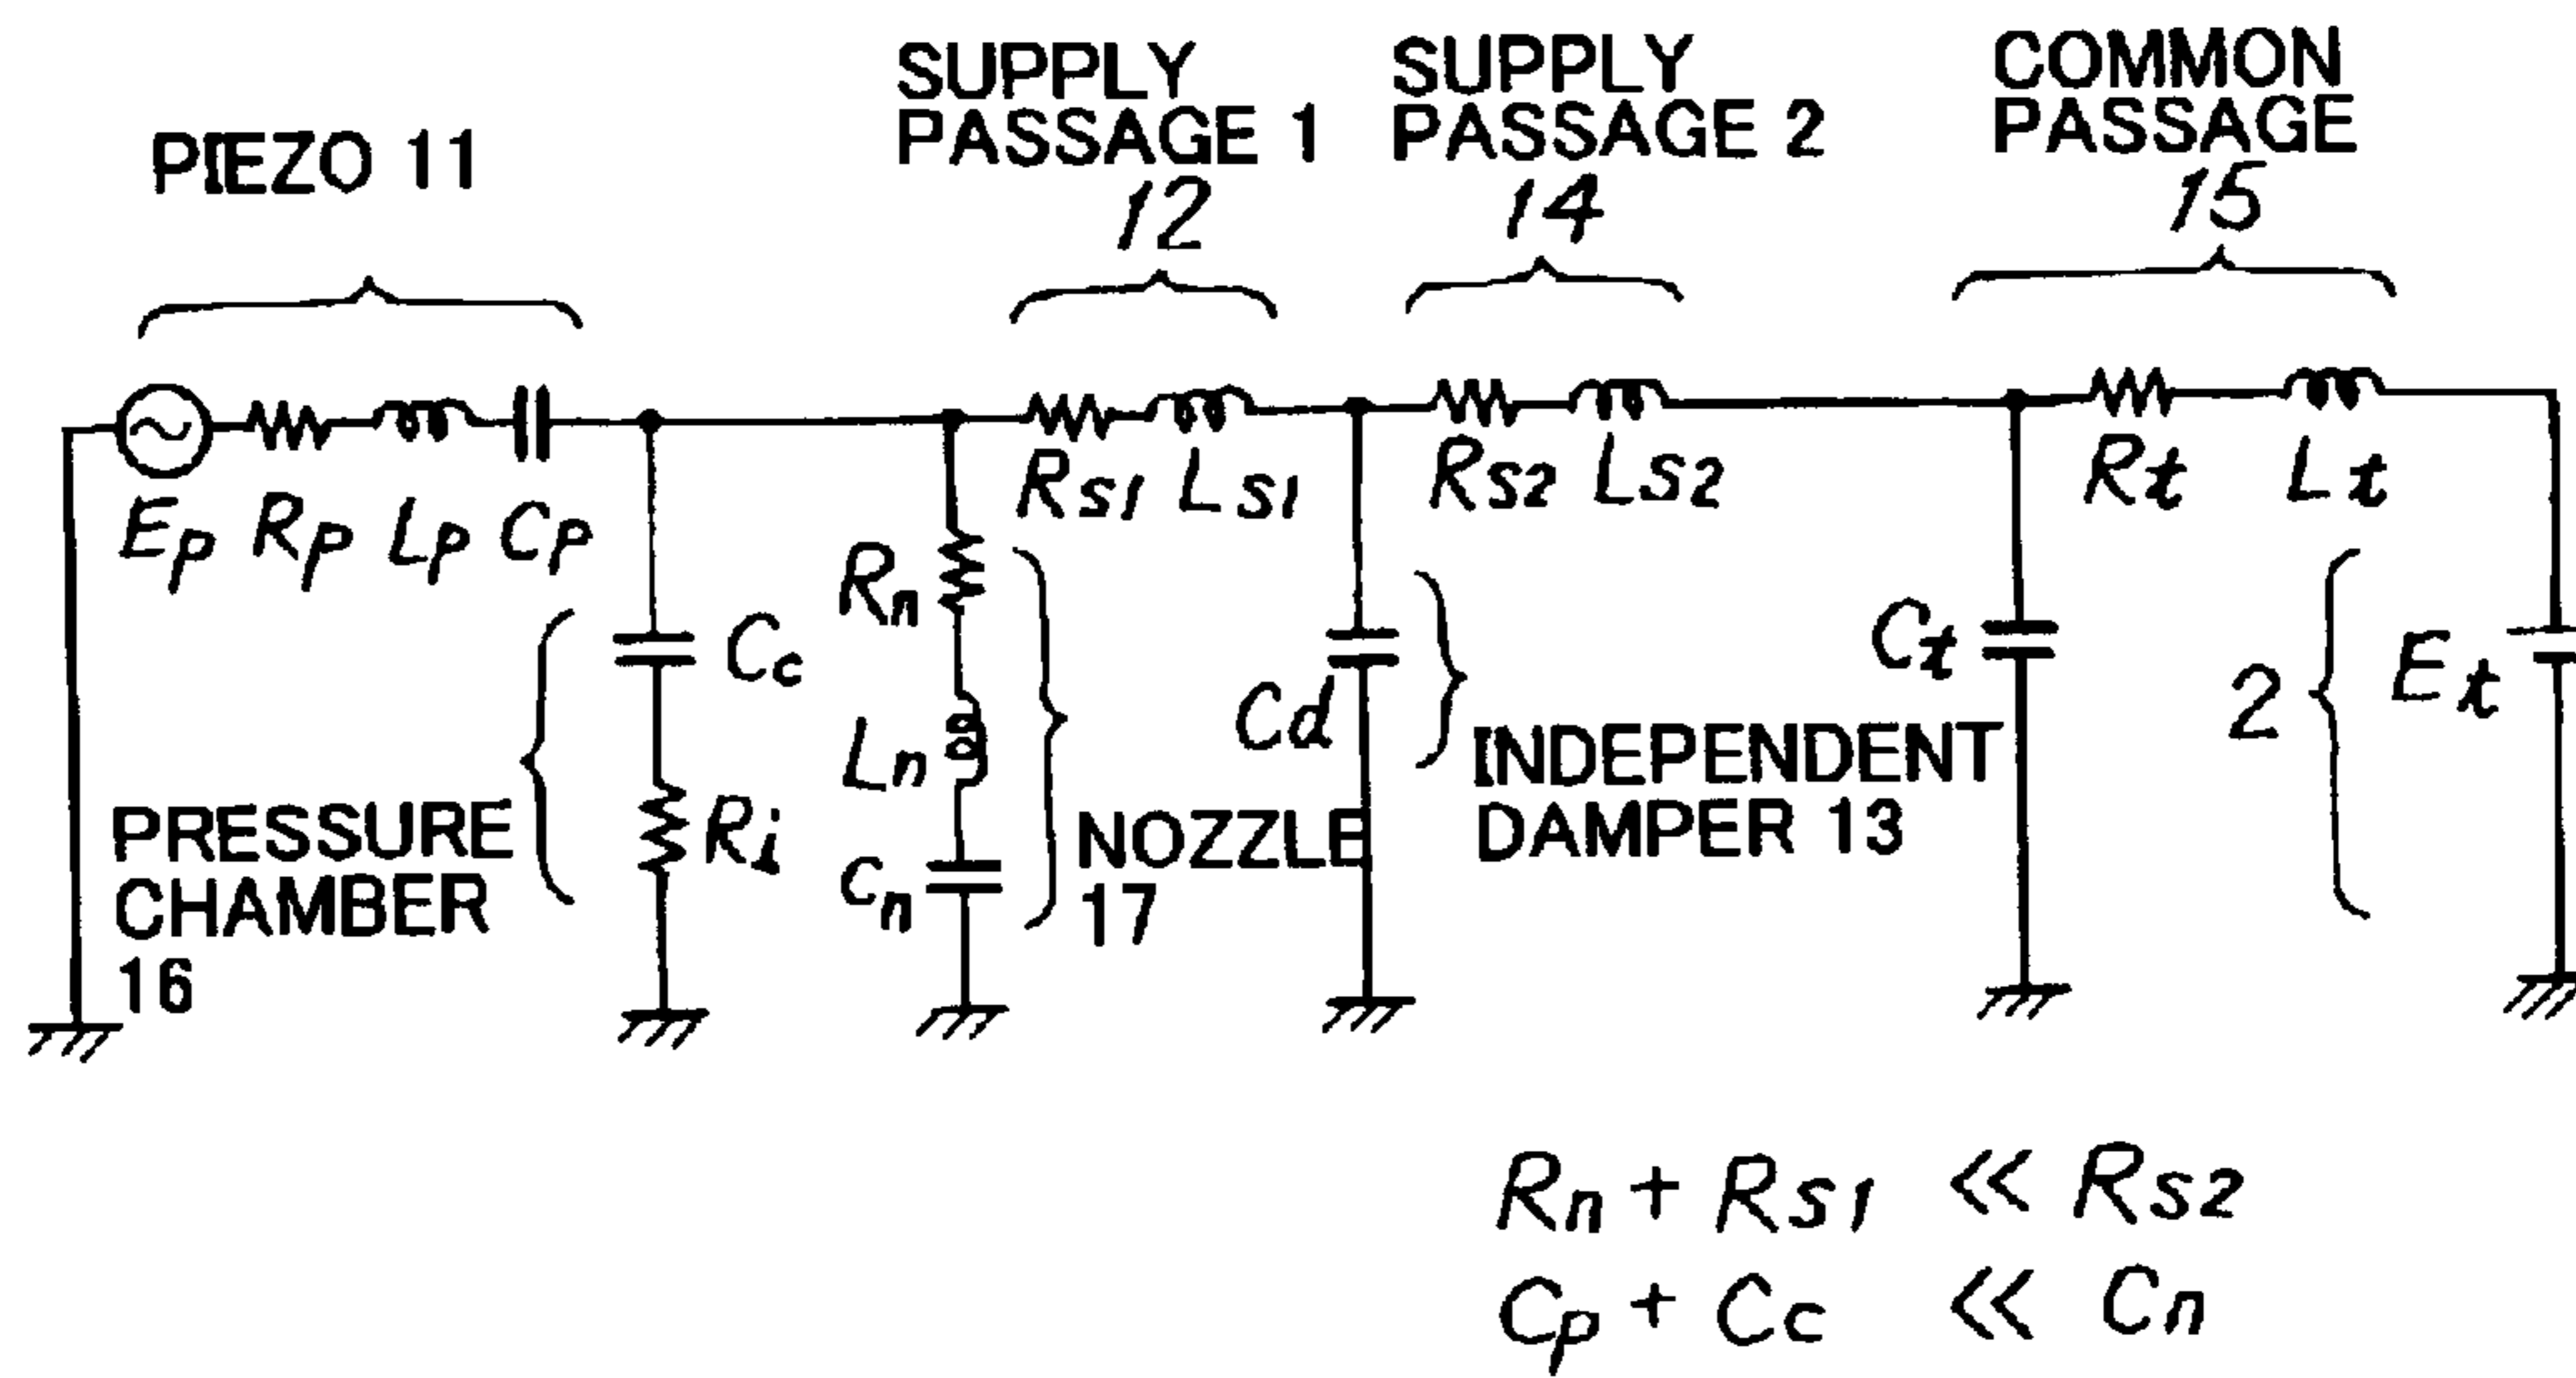 PIEZO 11
SUPPLY
PASSAGE 1
12
SUPPLY
PASSAGE 2
14
COMMON
PASSAGE
15
Ep Rp Lp Cp
Rs1 Ls1
Rs2 Ls2
Rt Lt
Cc
Ri
PRESSURE
CHAMBER
16
Rn
Ln
Cn
NOZZLE
17
Cd
INDEPENDENT
DAMPER 13
Ct
2
Et
Rn + Rs1 << Rs2
Cp + Cc << Cn